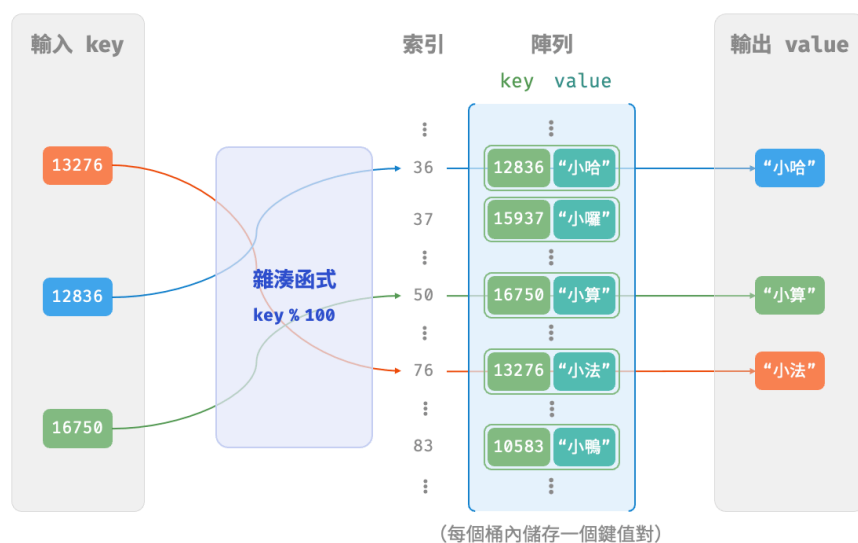 輸入 key
索引
陣列
輸出 value
key value
13276
12836
16750
雜湊函式
key % 100
36
12836 “小哈”
“小哈”
37
15937 “小囉”
50
16750 “小算”
“小算”
76
13276 “小法”
“小法”
83
10583 “小鴨”
（每個桶內儲存一個鍵值對）